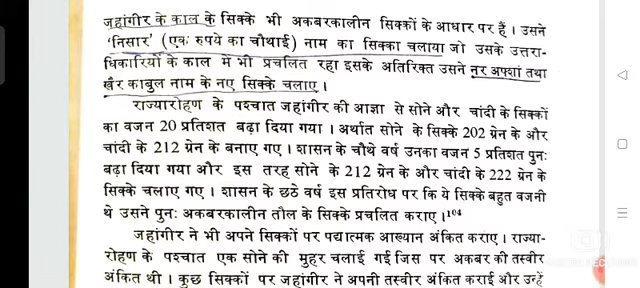 जहांगीर के काल के सिक्के भी अकबरकालीन सिक्कों के आधार पर हैं। उसने
'निसार' (एक रुपये का चौथाई) नाम का सिक्का चलाया जो उसके उत्तरा-
धिकारियों के काल में भी प्रचलित रहा इसके अतिरिक्त उसने नर अफ्शां तथा
खैर काबुल नाम के नए सिक्के चलाए।
राज्यारोहण के पश्चात जहांगीर की आज्ञा से सोने और चांदी के सिक्कों
का वजन 20 प्रतिशत बढ़ा दिया गया। अर्थात सोने के सिक्के 202 ग्रेन के और
चांदी के 212 ग्रेन के बनाए गए। शासन के चौथे वर्ष उनका वजन 5 प्रतिशत पुनः
बढ़ा दिया गया और इस तरह सोने के 212 ग्रेन के और चांदी के 222 ग्रेन के
सिक्के चलाए गए। शासन के छठे वर्ष इस प्रतिरोध पर कि ये सिक्के बहुत वजनी
थे उसने पुनः अकबरकालीन तौल के सिक्के प्रचलित कराए।¹⁰⁴
जहांगीर ने भी अपने सिक्कों पर पद्यात्मक आख्यान अंकित कराए। राज्या-
रोहण के पश्चात एक सोने की मुहर चलाई गई जिस पर अकबर की तस्वीर
अंकित थी। कुछ सिक्कों पर जहांगीर ने अपनी तस्वीर अंकित कराई और उन्हें